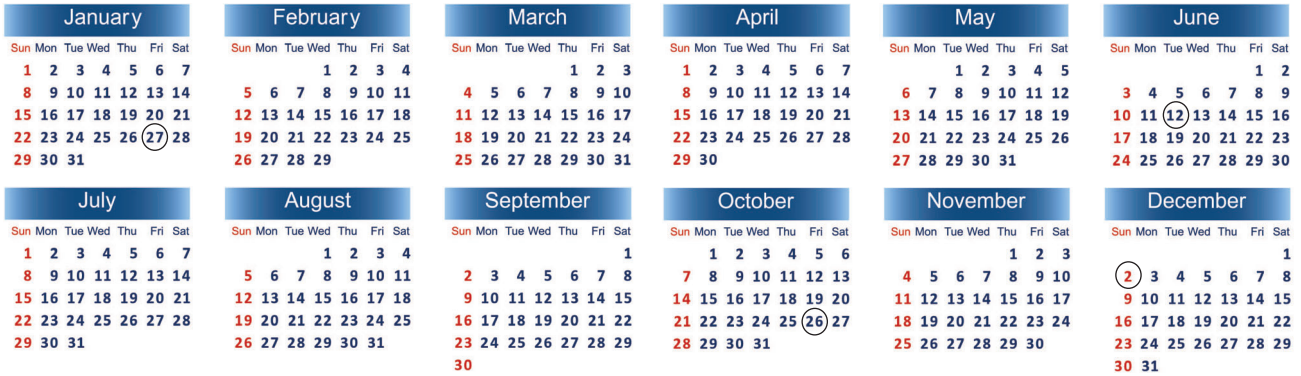 January February March April May June
Sun Mon Tue Wed Thu Fri Sat Sun Mon Tue Wed Thu Fri Sat Sun Mon Tue Wed Thu Fri Sat Sun Mon Tue Wed Thu Fri Sat Sun Mon Tue Wed Thu Fri Sat Sun Mon Tue Wed Thu Fri Sat
1 2 3 4 5 6 7 1 2 3 4 1 2 3 1 2 3 4 5 6 7 1 2 3 4 5 1 2
8 9 10 11 12 13 14 5 6 7 8 9 10 11 4 5 6 7 8 9 10 8 9 10 11 12 13 14 6 7 8 9 10 11 12 3 4 5 6 7 8 9
15 16 17 18 19 20 21 12 13 14 15 16 17 18 11 12 13 14 15 16 17 15 16 17 18 19 20 21 13 14 15 16 17 18 19 10 11 12 13 14 15 16
22 23 24 25 26 27 28 19 20 21 22 23 24 25 18 19 20 21 22 23 24 22 23 24 25 26 27 28 20 21 22 23 24 25 26 17 18 19 20 21 22 23
29 30 31 26 27 28 29 25 26 27 28 29 30 31 29 30 27 28 29 30 31 24 25 26 27 28 29 30
July August September October November December
Sun Mon Tue Wed Thu Fri Sat Sun Mon Tue Wed Thu Fri Sat Sun Mon Tue Wed Thu Fri Sat Sun Mon Tue Wed Thu Fri Sat Sun Mon Tue Wed Thu Fri Sat Sun Mon Tue Wed Thu Fri Sat
1 2 3 4 5 6 7 1 2 3 4 1 1 2 3 4 5 6 1 2 3 1
8 9 10 11 12 13 14 5 6 7 8 9 10 11 2 3 4 5 6 7 8 7 8 9 10 11 12 13 4 5 6 7 8 9 10 2 3 4 5 6 7 8
15 16 17 18 19 20 21 12 13 14 15 16 17 18 9 10 11 12 13 14 15 14 15 16 17 18 19 20 11 12 13 14 15 16 17 9 10 11 12 13 14 15
22 23 24 25 26 27 28 19 20 21 22 23 24 25 16 17 18 19 20 21 22 21 22 23 24 25 26 27 18 19 20 21 22 23 24 16 17 18 19 20 21 22
29 30 31 26 27 28 29 30 31 23 24 25 26 27 28 29 28 29 30 31 25 26 27 28 29 30 23 24 25 26 27 28 29
30 30 31